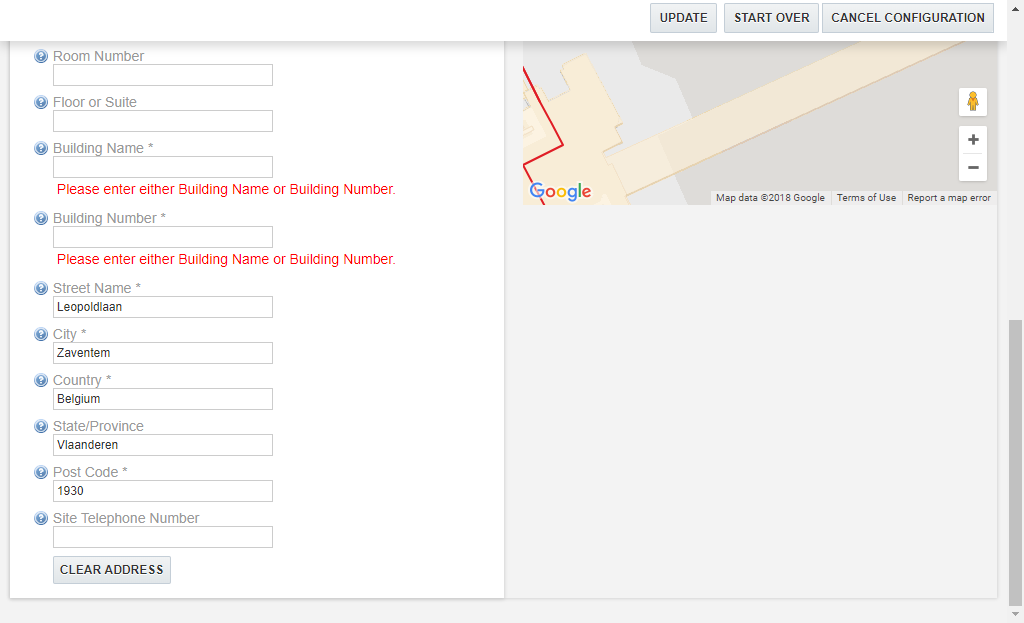 UPDATE START OVER CANCEL CONFIGURATION
Room Number
Floor or Suite
Building Name *
Please enter either Building Name or Building Number.
Building Number *
Please enter either Building Name or Building Number.
Street Name *
Leopoldlaan
City *
Zaventem
Country *
Belgium
State/Province
Vlaanderen
Post Code *
1930
Site Telephone Number
CLEAR ADDRESS
+
−
Google
Map data ©2018 Google Terms of Use Report a map error